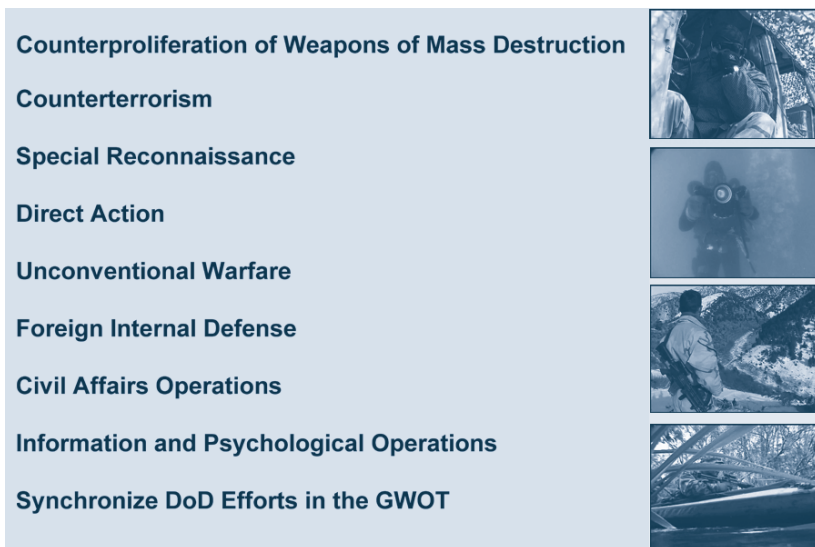 Counterproliferation of Weapons of Mass Destruction
Counterterrorism
Special Reconnaissance
Direct Action
Unconventional Warfare
Foreign Internal Defense
Civil Affairs Operations
Information and Psychological Operations
Synchronize DoD Efforts in the GWOT